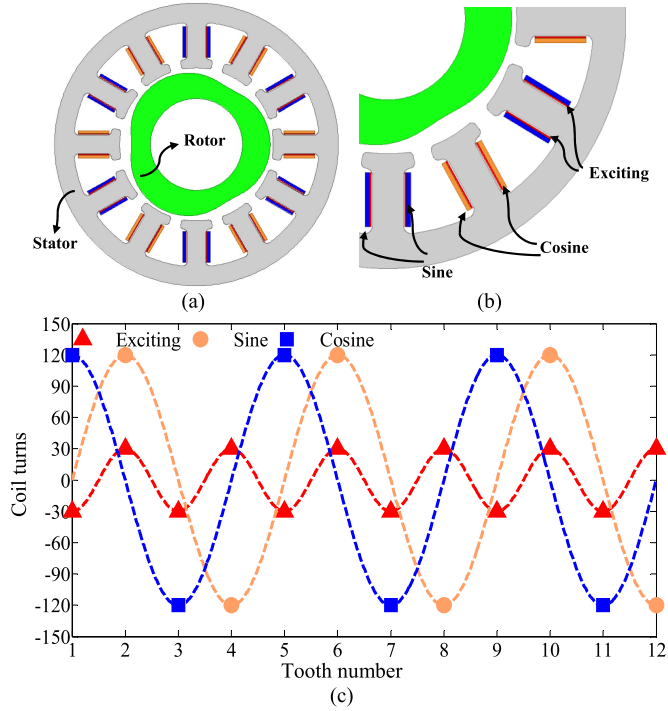 Rotor
Stator
(a)
Exciting
Cosine
Sine
(b)
Exciting Sine Cosine
150
120
90
60
30
0
-30
-60
-90
-120
-150
Coil turns
1 2 3 4 5 6 7 8 9 10 11 12
Tooth number
(c)